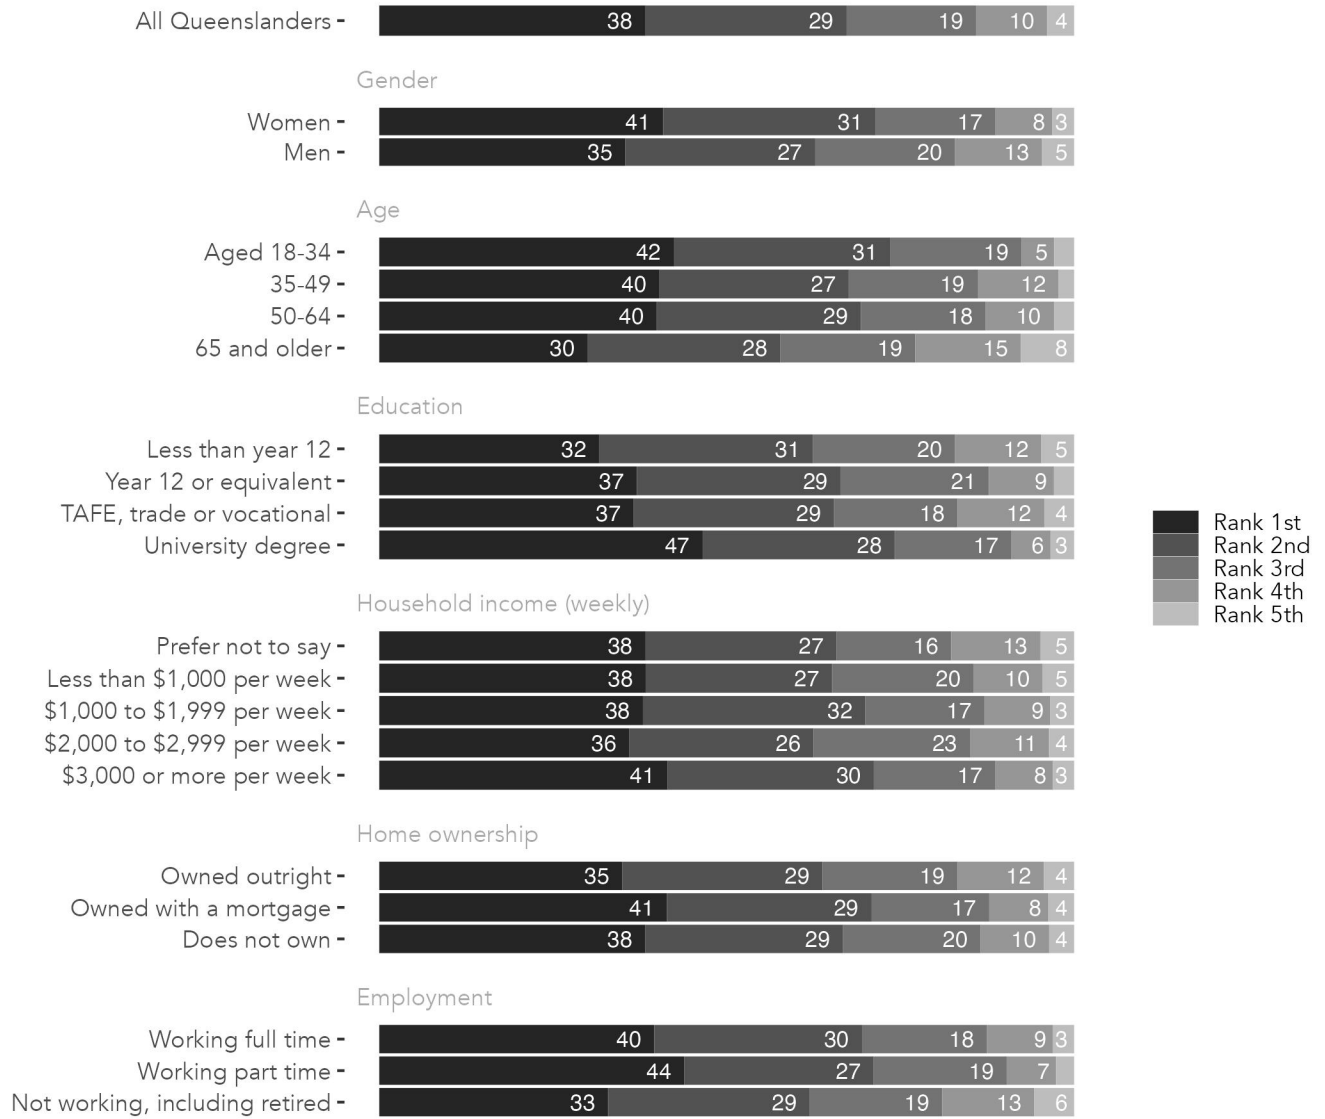 All Queenslanders 38 29 19 10 4
Gender
Women 41 31 17 8 3
Men 35 27 20 13 5
Age
Aged 18-34 42 31 19 5
35-49 40 27 19 12
50-64 40 29 18 10
65 and older 30 28 19 15 8
Education
Less than year 12 32 31 20 12 5
Year 12 or equivalent 37 29 21 9
TAFE, trade or vocational 37 29 18 12 4
University degree 47 28 17 6 3
Household income (weekly)
Prefer not to say 38 27 16 13 5
Less than $1,000 per week 38 27 20 10 5
$1,000 to $1,999 per week 38 32 17 9 3
$2,000 to $2,999 per week 36 26 23 11 4
$3,000 or more per week 41 30 17 8 3
Home ownership
Owned outright 35 29 19 12 4
Owned with a mortgage 41 29 17 8 4
Does not own 38 29 20 10 4
Employment
Working full time 40 30 18 9 3
Working part time 44 27 19 7
Not working, including retired 33 29 19 13 6
Rank 1st
Rank 2nd
Rank 3rd
Rank 4th
Rank 5th